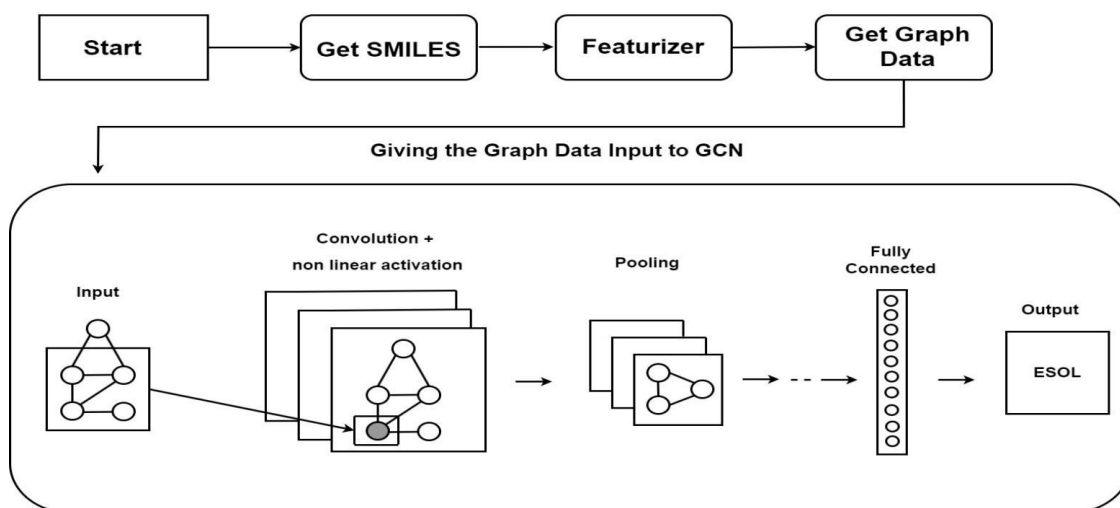 Start
Get SMILES
Featurizer
Get Graph
Data
Giving the Graph Data Input to GCN
Input
Convolution +
non linear activation
Pooling
Fully
Connected
Output
ESOL